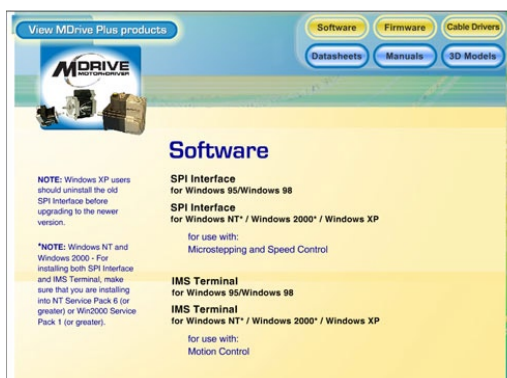 View MDrive Plus products
Software
Firmware
Cable Drivers
Datasheets
Manuals
3D Models
MDRIVE
MOTOR+DRIVER
Software
NOTE: Windows XP users
should uninstall the old
SPI Interface before
upgrading to the newer
version.
*NOTE: Windows NT and
Windows 2000 - For
installing both SPI Interface
and IMS Terminal, make
sure that you are installing
into NT Service Pack 6 (or
greater) or Win2000 Service
Pack 1 (or greater).
SPI Interface
for Windows 95/Windows 98
SPI Interface
for Windows NT* / Windows 2000* / Windows XP
for use with:
Microstepping and Speed Control
IMS Terminal
for Windows 95/Windows 98
IMS Terminal
for Windows NT* / Windows 2000* / Windows XP
for use with:
Motion Control